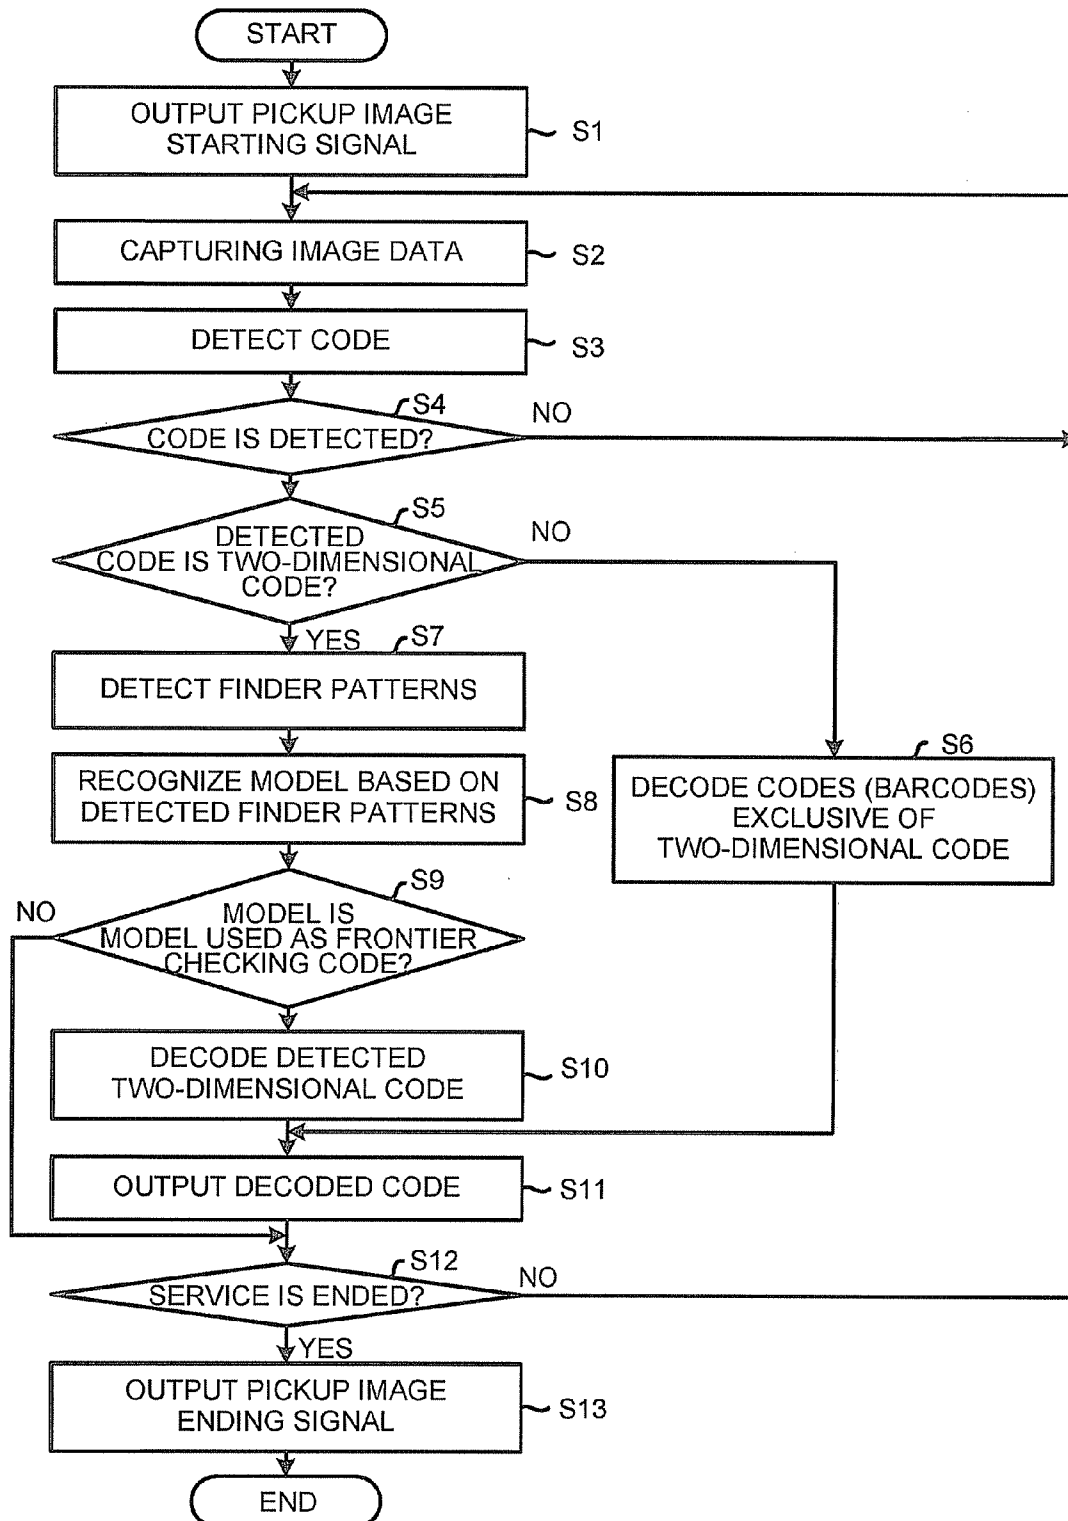 START
OUTPUT PICKUP IMAGE
STARTING SIGNAL
S1
CAPTURING IMAGE DATA
S2
DETECT CODE
S3
S4
NO
CODE IS DETECTED?
S5
NO
DETECTED
CODE IS TWO-DIMENSIONAL
CODE?
YES
S7
DETECT FINDER PATTERNS
S6
DECODE CODES (BARCODES)
EXCLUSIVE OF
TWO-DIMENSIONAL CODE
RECOGNIZE MODEL BASED ON
DETECTED FINDER PATTERNS
S8
S9
NO
MODEL IS
MODEL USED AS FRONTIER
CHECKING CODE?
DECODE DETECTED
TWO-DIMENSIONAL CODE
S10
OUTPUT DECODED CODE
S11
S12
NO
SERVICE IS ENDED?
YES
OUTPUT PICKUP IMAGE
ENDING SIGNAL
S13
END